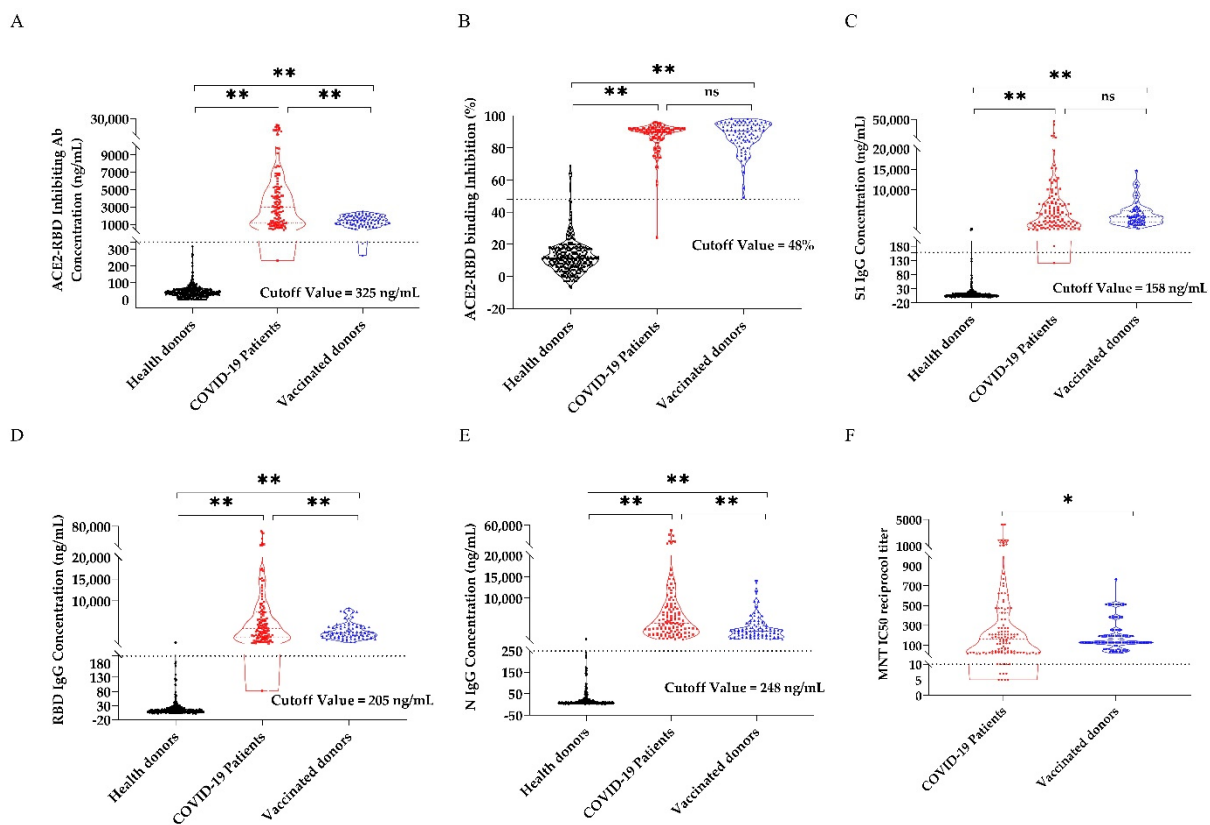 A
**
**
**
30,000
9000
7000
5000
3000
1000
300
200
100
0
ACE2-RBD Inhibiting Ab
Concentration (ng/mL)
Cutoff Value = 325 ng/mL
Health donors
COVID-19 Patients
Vaccinated donors
B
**
**
ns
100
80
60
40
20
0
-20
ACE2-RBD binding Inhibition (%)
Cutoff Value = 48%
Health donors
COVID-19 Patients
Vaccinated donors
C
**
**
ns
50,000
20,000
10,000
180
130
80
30
-20
S1 IgG Concentration (ng/mL)
Cutoff Value = 158 ng/mL
Health donors
COVID-19 Patients
Vaccinated donors
D
**
**
**
80,000
20,000
15,000
10,000
180
130
80
30
-20
RBD IgG Concentration (ng/mL)
Cutoff Value = 205 ng/mL
Health donors
COVID-19 Patients
Vaccinated donors
E
**
**
**
60,000
20,000
15,000
10,000
250
150
50
-50
N IgG Concentration (ng/mL)
Cutoff Value = 248 ng/mL
Health donors
COVID-19 Patients
Vaccinated donors
F
*
5000
1000
900
700
500
300
100
10
5
0
MNT IC50 reciprocol titer
COVID-19 Patients
Vaccinated donors